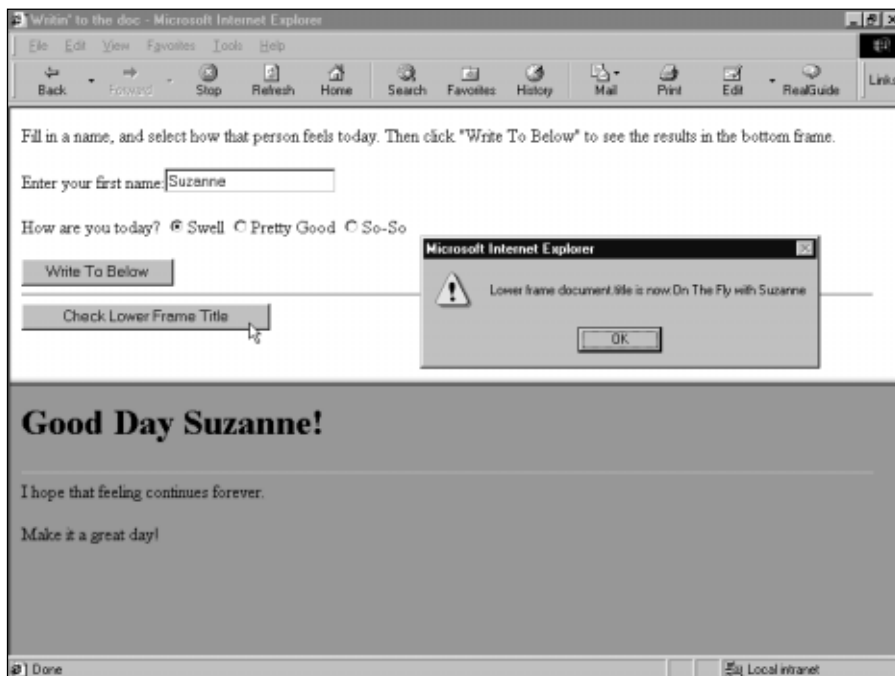 Writin' to the doc - Microsoft Internet Explorer
File Edit View Favorites Tools Help
Back Forward Stop Refresh Home Search Favorites History Mail Print Edit RealGuide Links
Fill in a name, and select how that person feels today. Then click "Write To Below" to see the results in the bottom frame.
Enter your first name: Suzanne
How are you today? Swell Pretty Good So-So
Write To Below
Check Lower Frame Title
Microsoft Internet Explorer
Lower frame document.title is now:On The Fly with Suzanne
OK
Good Day Suzanne!
I hope that feeling continues forever.
Make it a great day!
Done Local intranet